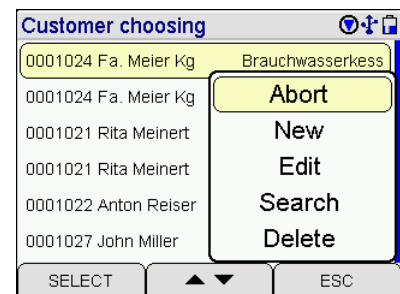 Customer choosing
0001024 Fa. Meier Kg Brauchwasserkess
0001024 Fa. Meier Kg
0001021 Rita Meinert
0001021 Rita Meinert
0001022 Anton Reiser
0001027 John Miller
Abort
New
Edit
Search
Delete
SELECT ESC